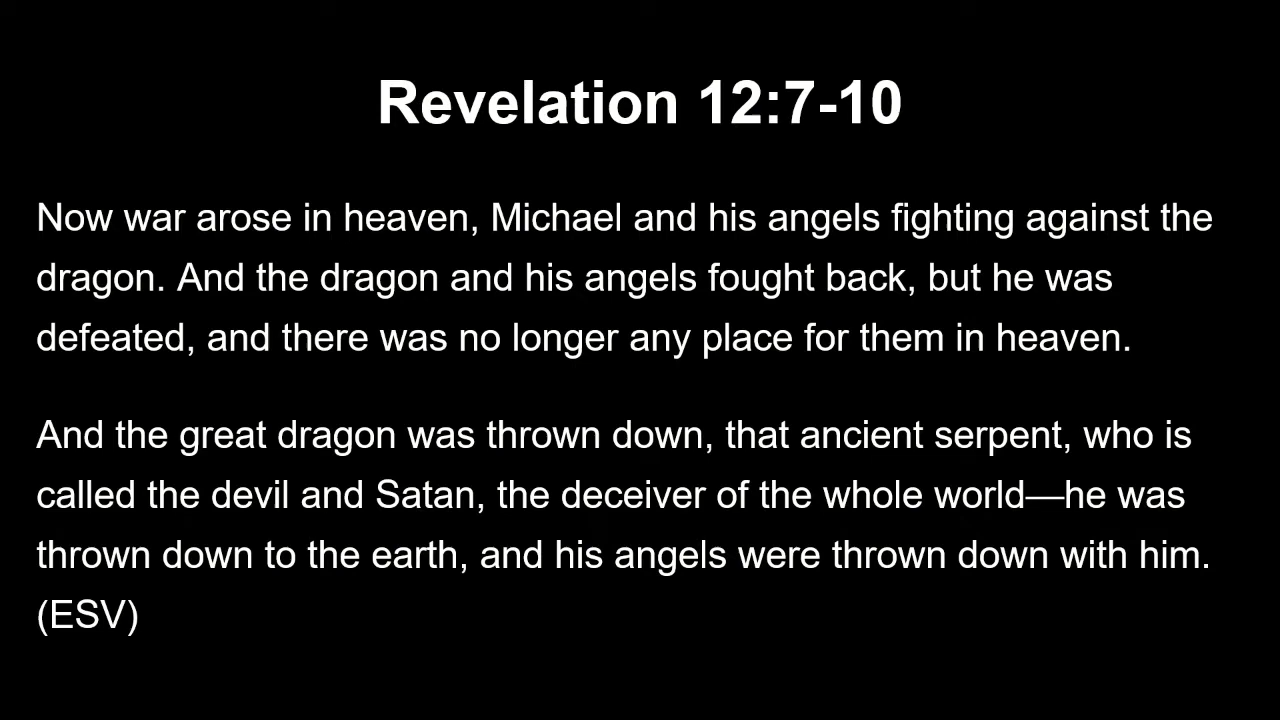 Revelation 12:7-10
Now war arose in heaven, Michael and his angels fighting against the
dragon. And the dragon and his angels fought back, but he was
defeated, and there was no longer any place for them in heaven.
And the great dragon was thrown down, that ancient serpent, who is
called the devil and Satan, the deceiver of the whole world—he was
thrown down to the earth, and his angels were thrown down with him.
(ESV)